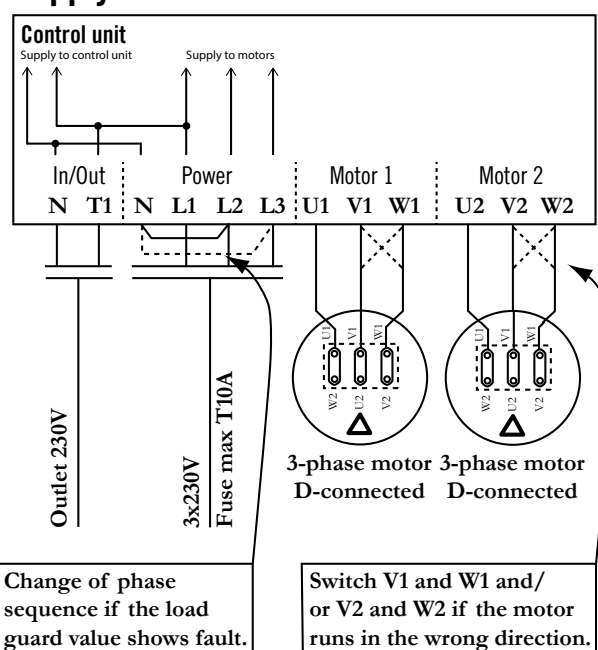 Control unit
Supply to control unit Supply to motors
In/Out Power Motor 1 Motor 2
N T1 N L1 L2 L3 U1 V1 W1 U2 V2 W2
U1 V1 W1 U1 V1 W1
W2 U2 V2 W2 U2 V2
Outlet 230V
3x230V
Fuse max T10A
3-phase motor 3-phase motor
D-connected D-connected
Change of phase
sequence if the load
guard value shows fault.
Switch V1 and W1 and/
or V2 and W2 if the motor
runs in the wrong direction.